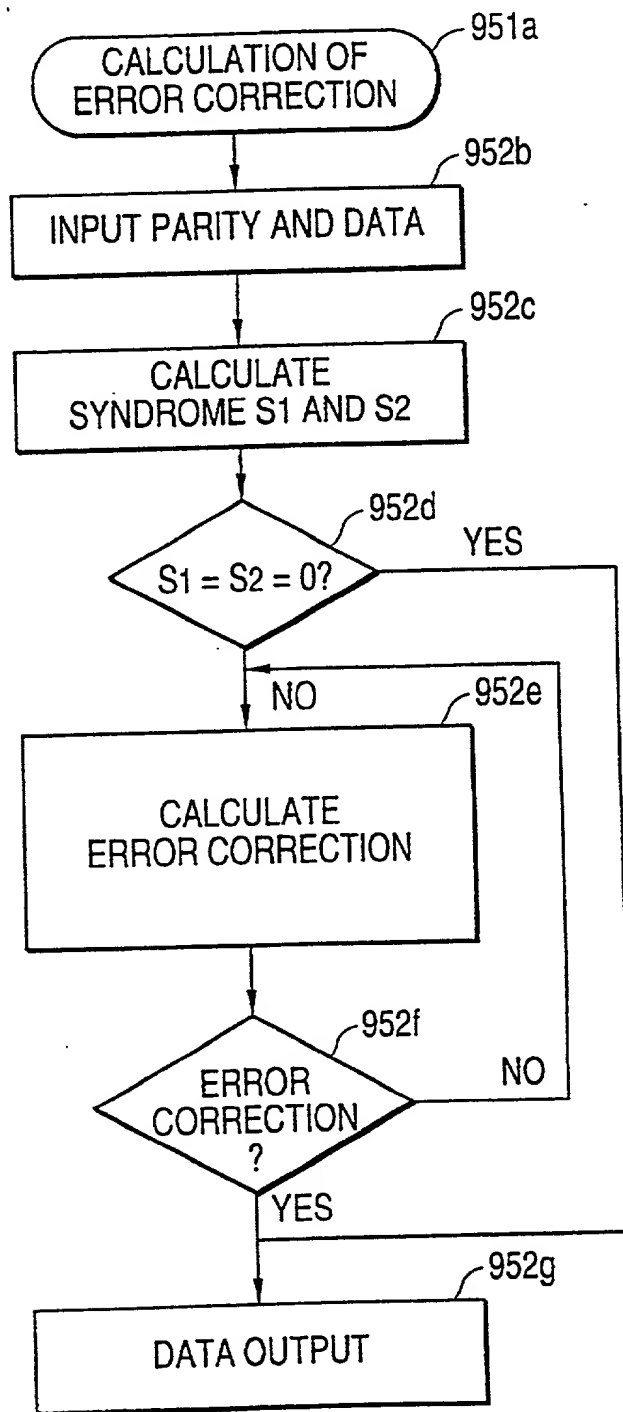 951a
CALCULATION OF
ERROR CORRECTION
952b
INPUT PARITY AND DATA
952c
CALCULATE
SYNDROME S1 AND S2
952d
YES
S1 = S2 = 0?
NO
952e
CALCULATE
ERROR CORRECTION
952f
ERROR
CORRECTION
?
NO
YES
952g
DATA OUTPUT